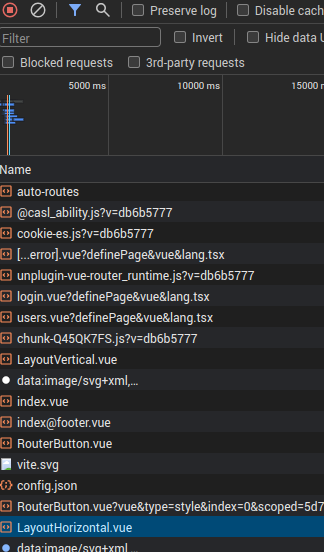 Preserve log Disable cach
Filter Invert Hide data U
Blocked requests 3rd-party requests
5000 ms 10000 ms 15000
Name
auto-routes
@casl_ability.js?v=db6b5777
cookie-es.js?v=db6b5777
[...error].vue?definePage&vue&lang.tsx
unplugin-vue-router_runtime.js?v=db6b5777
login.vue?definePage&vue&lang.tsx
users.vue?definePage&vue&lang.tsx
chunk-Q45QK7FS.js?v=db6b5777
LayoutVertical.vue
data:image/svg+xml,...
index.vue
index@footer.vue
RouterButton.vue
vite.svg
config.json
RouterButton.vue?vue&type=style&index=0&scoped=5d7
LayoutHorizontal.vue
data:image/svg+xml,...